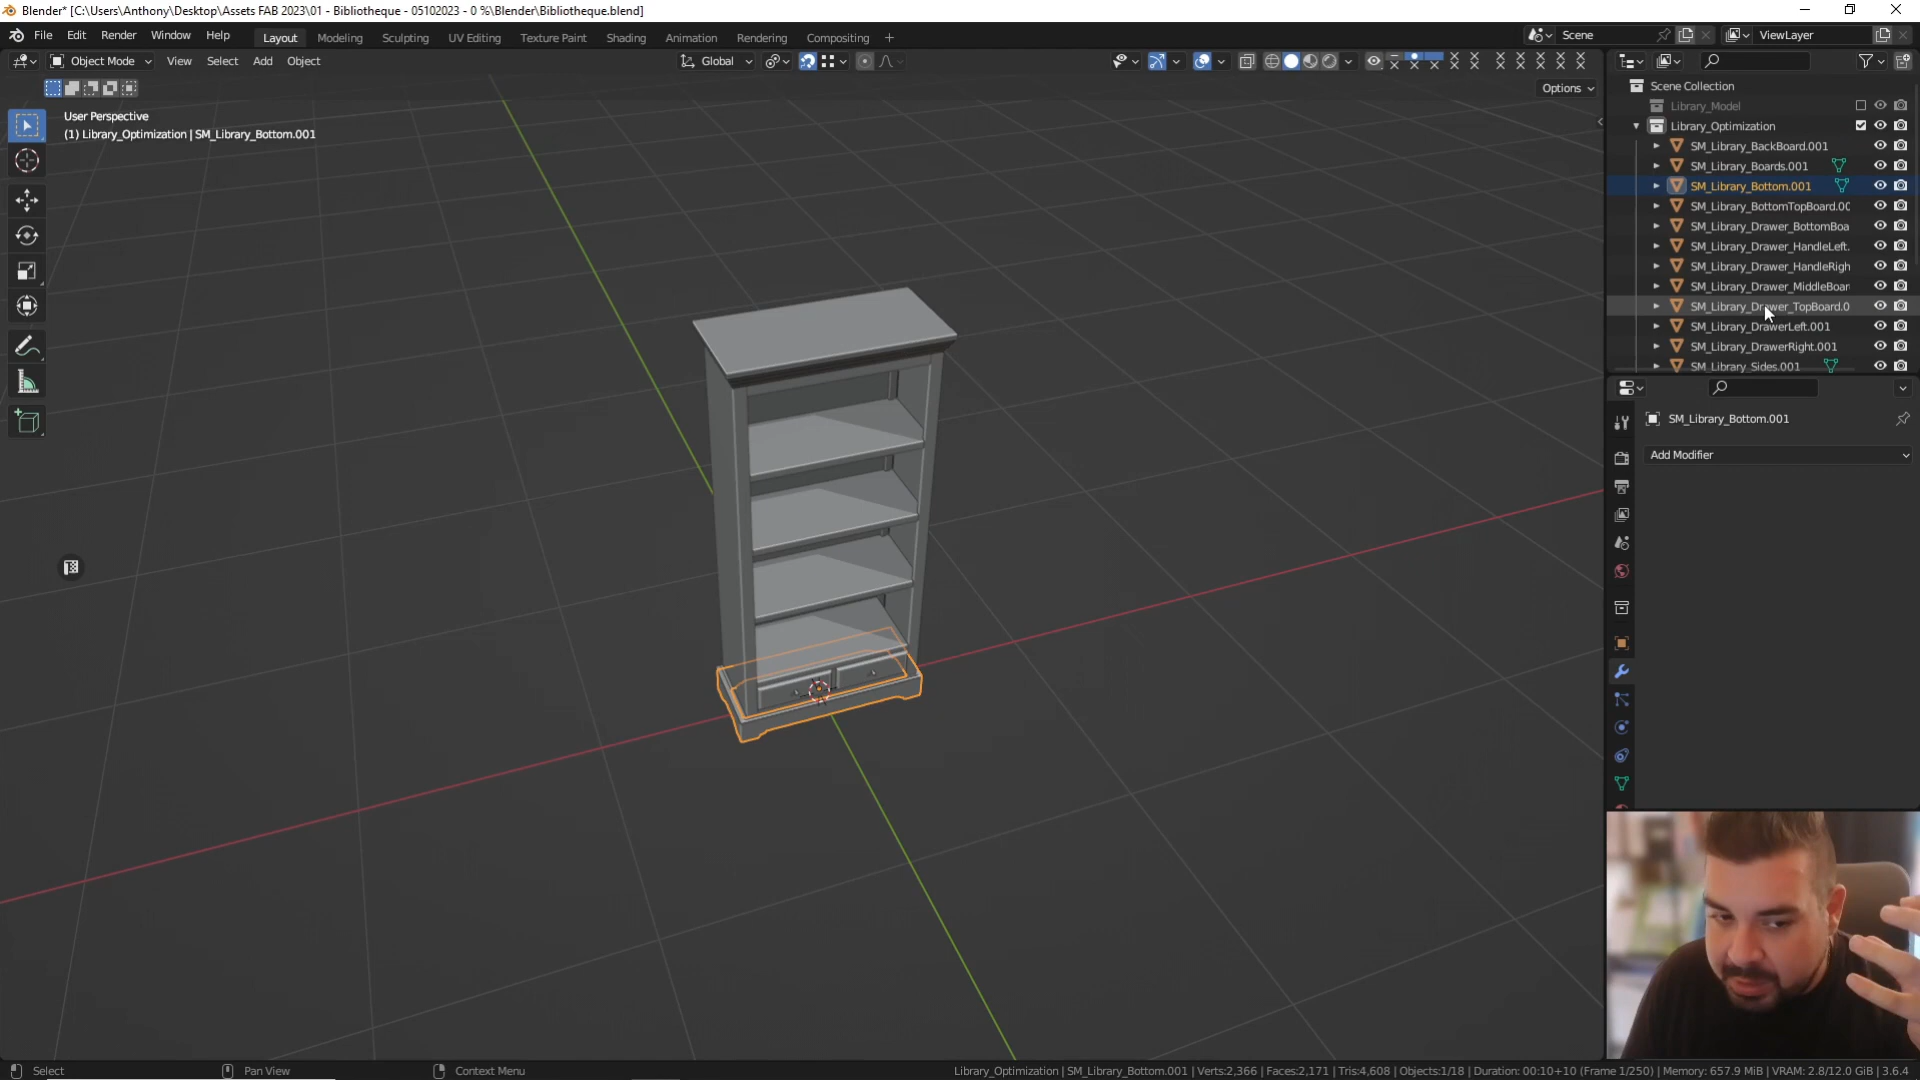 Blender* [C:\Users\Anthony\Desktop\Assets FAB 2023\01 - Bibliotheque - 05102023 - 0 %\Blender\Bibliotheque.blend]
File Edit Render Window Help Layout Modeling Sculpting UV Editing Texture Paint Shading Animation Rendering Compositing + Scene ViewLayer
Object Mode View Select Add Object Global
Options
User Perspective
(1) Library_Optimization | SM_Library_Bottom.001
Scene Collection
Library_Model
Library_Optimization
SM_Library_BackBoard.001
SM_Library_Boards.001
SM_Library_Bottom.001
SM_Library_BottomTopBoard.00
SM_Library_Drawer_BottomBoa
SM_Library_Drawer_HandleLeft.
SM_Library_Drawer_HandleRigh
SM_Library_Drawer_MiddleBoar
SM_Library_Drawer_TopBoard.0
SM_Library_DrawerLeft.001
SM_Library_DrawerRight.001
SM_Library_Sides.001
SM_Library_Bottom.001
Add Modifier
Select Pan View Context Menu Library_Optimization | SM_Library_Bottom.001 | Verts:2,366 | Faces:2,171 | Tris:4,608 | Objects:1/18 | Duration: 00:10+10 (Frame 1/250) | Memory: 657.9 MiB | VRAM: 2.8/12.0 GiB | 3.6.4